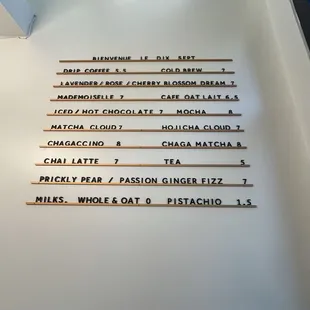 BIENVENUE LE DIX SEPT
DRIP COFFEE 5.5 COLD BREW 7
LAVENDER / ROSE / CHERRY BLOSSOM DREAM 7
MADEMOISELLE 7 CAFE OAT LAIT 6.5
ICED / HOT CHOCOLATE 7 MOCHA 8
MATCHA CLOUD 7 HOJICHA CLOUD 7
CHAGACCINO 8 CHAGA MATCHA 8
CHAI LATTE 7 TEA 5
PRICKLY PEAR / PASSION GINGER FIZZ 7
MILKS. WHOLE & OAT 0 PISTACHIO 1.5